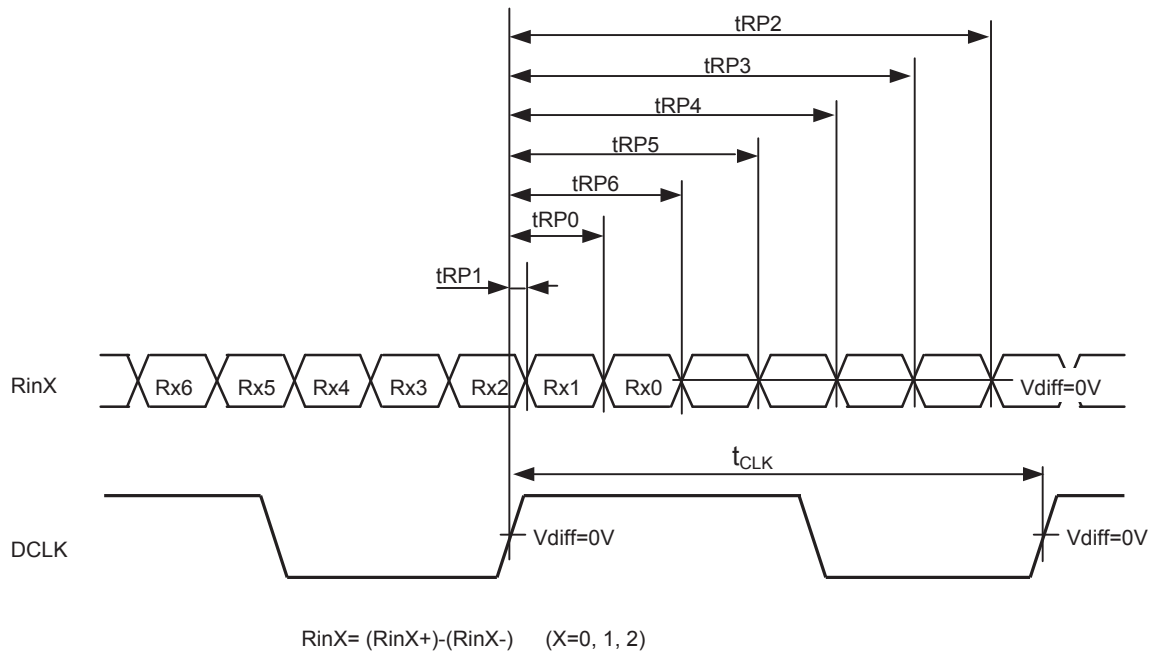 tRP2
tRP3
tRP4
tRP5
tRP6
tRP0
tRP1
RinX Rx6 Rx5 Rx4 Rx3 Rx2 Rx1 Rx0 Vdiff=0V
tCLK
DCLK Vdiff=0V Vdiff=0V
RinX= (RinX+)-(RinX-) (X=0, 1, 2)